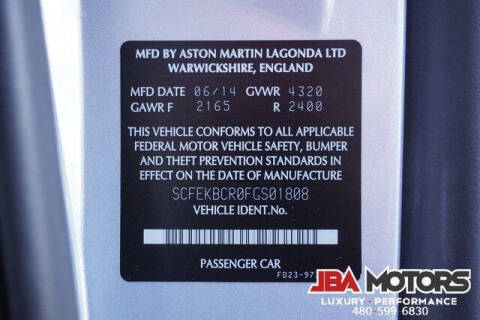 MFD BY ASTON MARTIN LAGONDA LTD
WARWICKSHIRE, ENGLAND
MFD DATE 06/14 GVWR 4320
GAWR F 2165 R 2400
THIS VEHICLE CONFORMS TO ALL APPLICABLE
FEDERAL MOTOR VEHICLE SAFETY, BUMPER
AND THEFT PREVENTION STANDARDS IN
EFFECT ON THE DATE OF MANUFACTURE
SCFEKBCR0FGS01808
VEHICLE IDENT.No.
PASSENGER CAR
JBA MOTORS
LUXURY · PERFORMANCE
480 599 6830